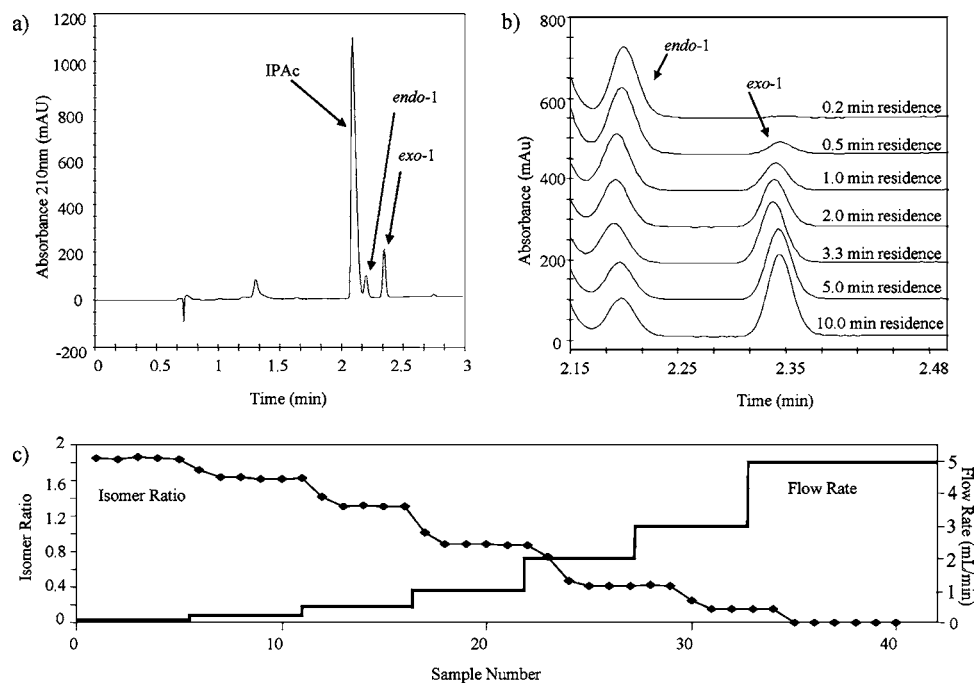 a)
1200
1000
800
600
400
200
0
-200
Absorbance 210nm (mAU)
IPAc
endo-1
exo-1
0 0.5 1 1.5 2 2.5 3
Time (min)
b)
800
600
400
200
0
Absorbance (mAu)
endo-1
exo-1
0.2 min residence
0.5 min residence
1.0 min residence
2.0 min residence
3.3 min residence
5.0 min residence
10.0 min residence
2.15 2.25 2.35 2.48
Time (min)
c)
2
1.6
1.2
0.8
0.4
0
Isomer Ratio
Isomer Ratio
Flow Rate
5
4
3
2
1
0
Flow Rate (mL/min)
0 10 20 30 40
Sample Number